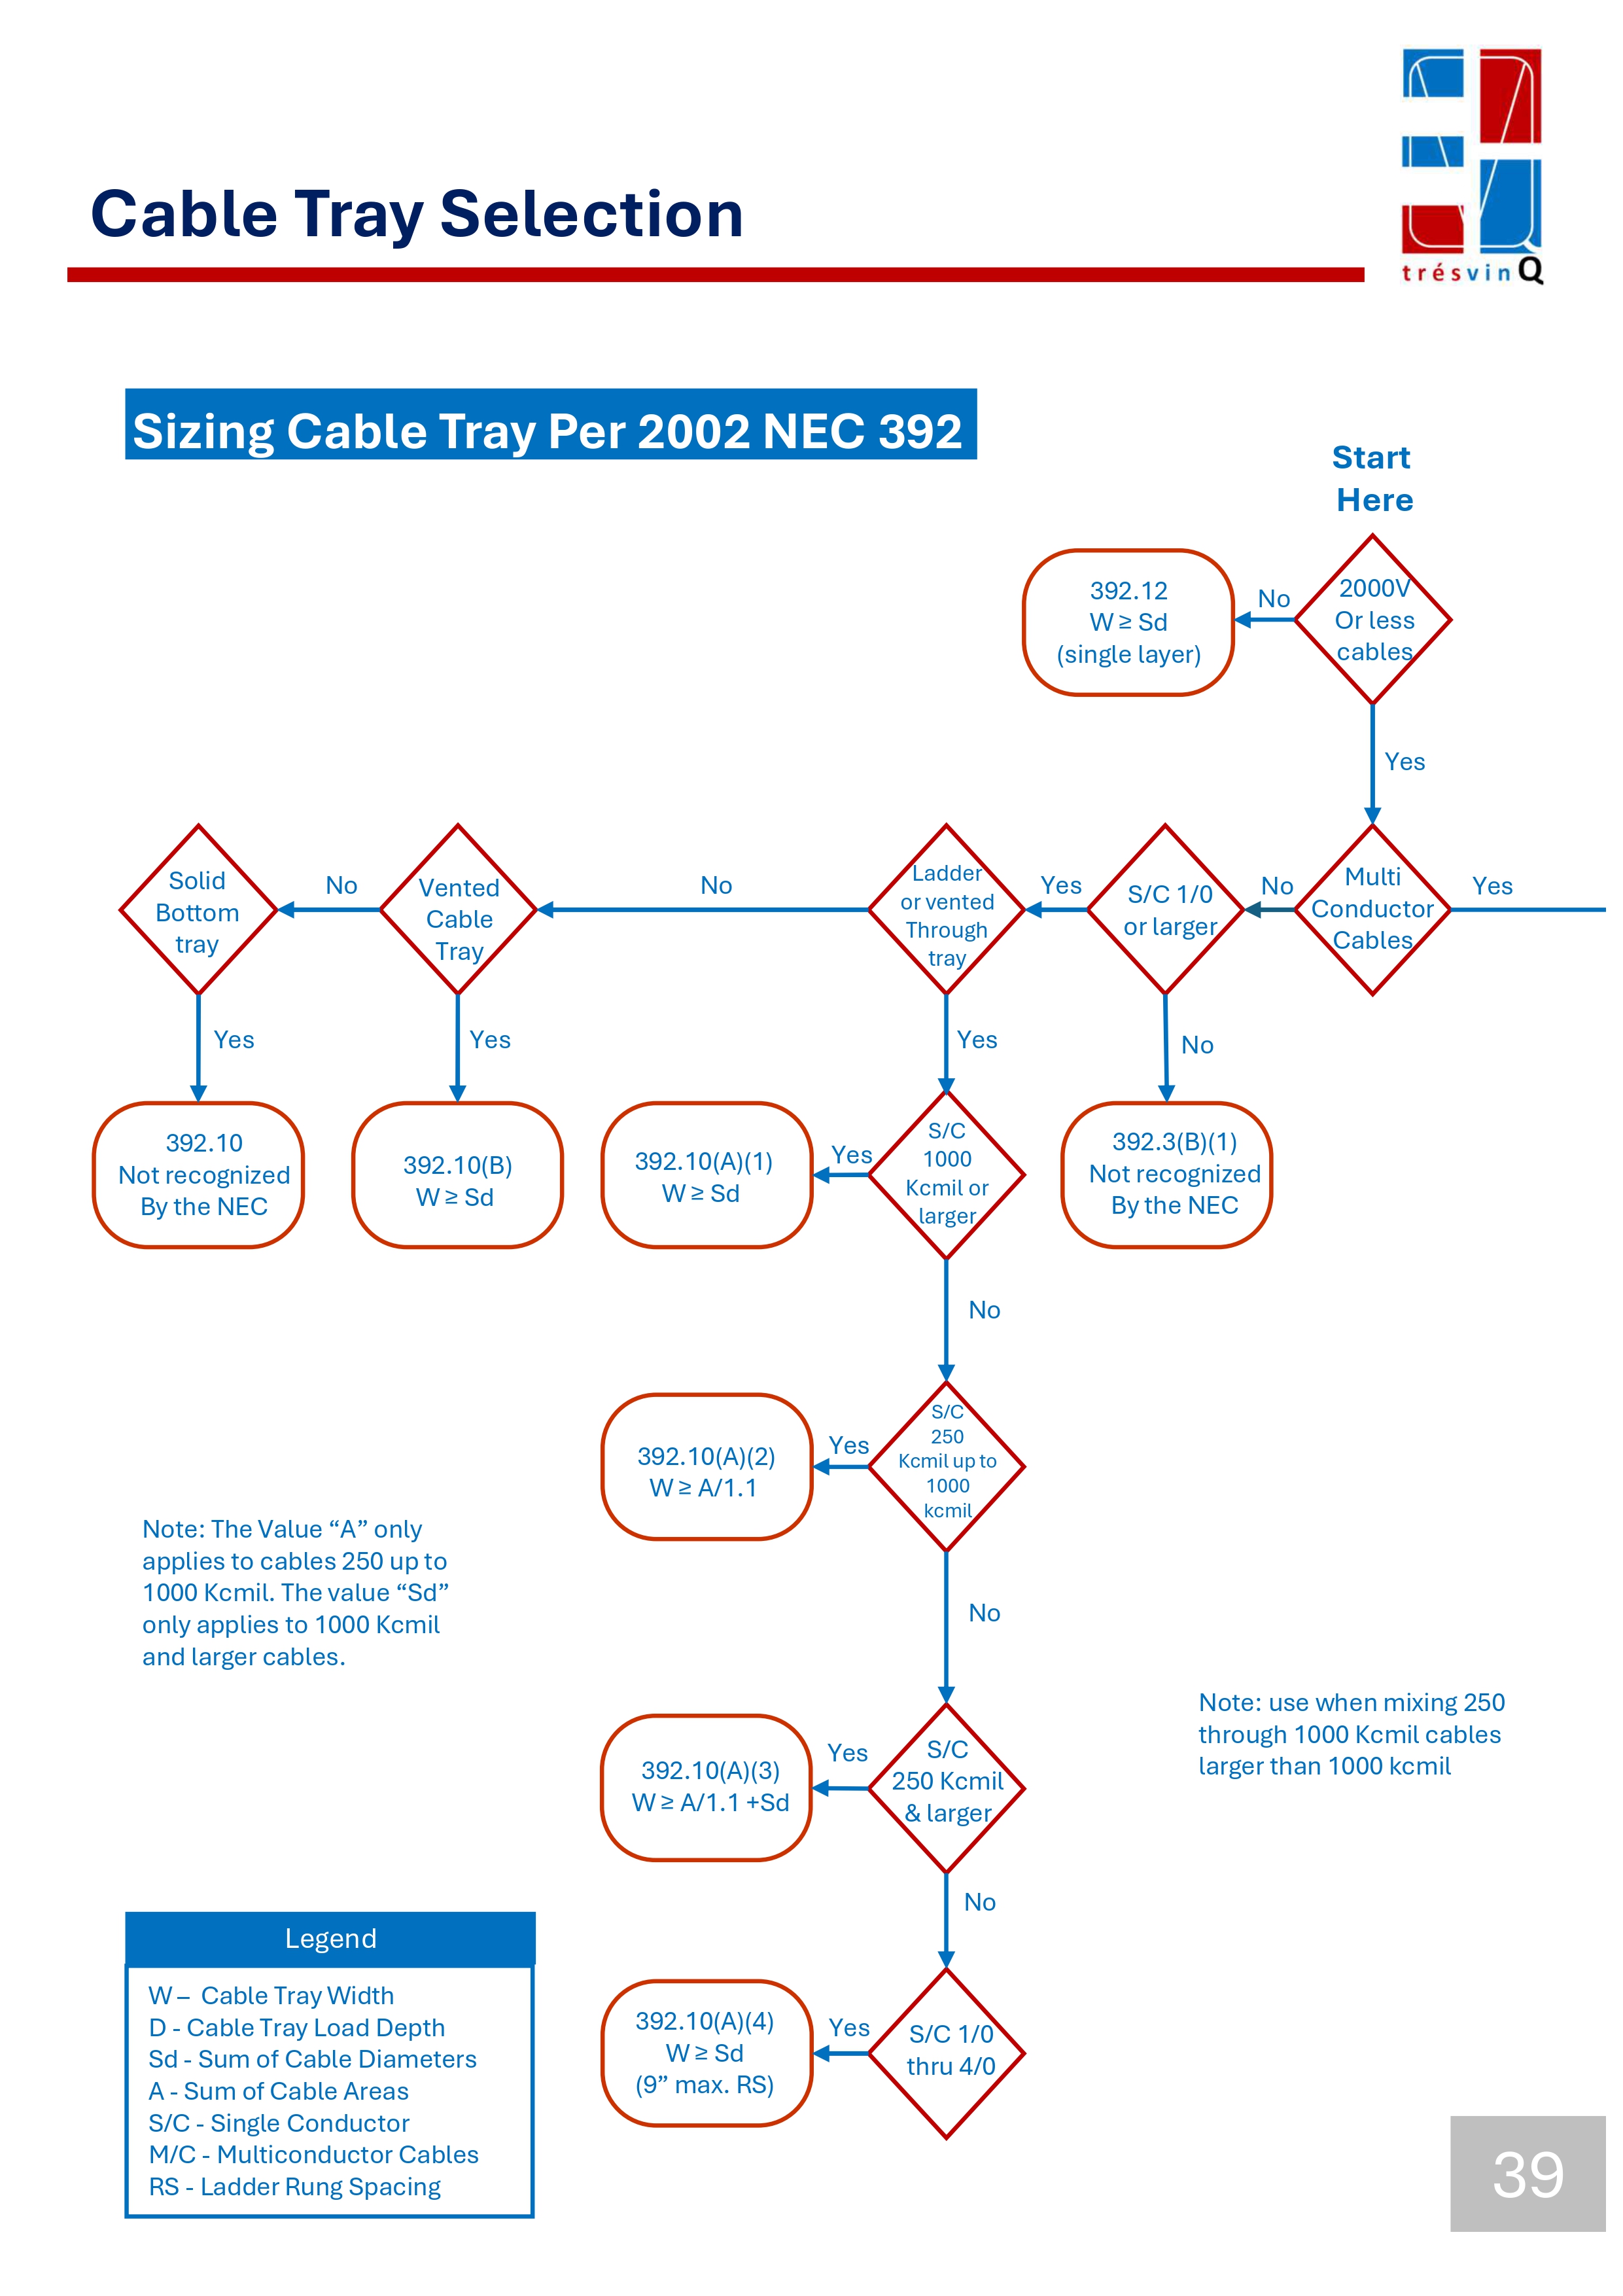 trésvinQ
Cable Tray Selection
Sizing Cable Tray Per 2002 NEC 392
Start
Here
2000V
Or less
cables
No
392.12
W ≥ Sd
(single layer)
Yes
Multi
Conductor
Cables
Yes
No
S/C 1/0
or larger
Yes
Ladder
or vented
Through
tray
No
Vented
Cable
Tray
No
Solid
Bottom
tray
Yes
Yes
Yes
No
392.10
Not recognized
By the NEC
392.10(B)
W ≥ Sd
392.10(A)(1)
W ≥ Sd
Yes
S/C
1000
Kcmil or
larger
392.3(B)(1)
Not recognized
By the NEC
No
392.10(A)(2)
W ≥ A/1.1
Yes
S/C
250
Kcmil up to
1000
kcmil
Note: The Value “A” only
applies to cables 250 up to
1000 Kcmil. The value “Sd”
only applies to 1000 Kcmil
and larger cables.
No
Note: use when mixing 250
through 1000 Kcmil cables
larger than 1000 kcmil
392.10(A)(3)
W ≥ A/1.1 +Sd
Yes
S/C
250 Kcmil
& larger
No
392.10(A)(4)
W ≥ Sd
(9” max. RS)
Yes
S/C 1/0
thru 4/0
Legend
W – Cable Tray Width
D - Cable Tray Load Depth
Sd - Sum of Cable Diameters
A - Sum of Cable Areas
S/C - Single Conductor
M/C - Multiconductor Cables
RS - Ladder Rung Spacing
39